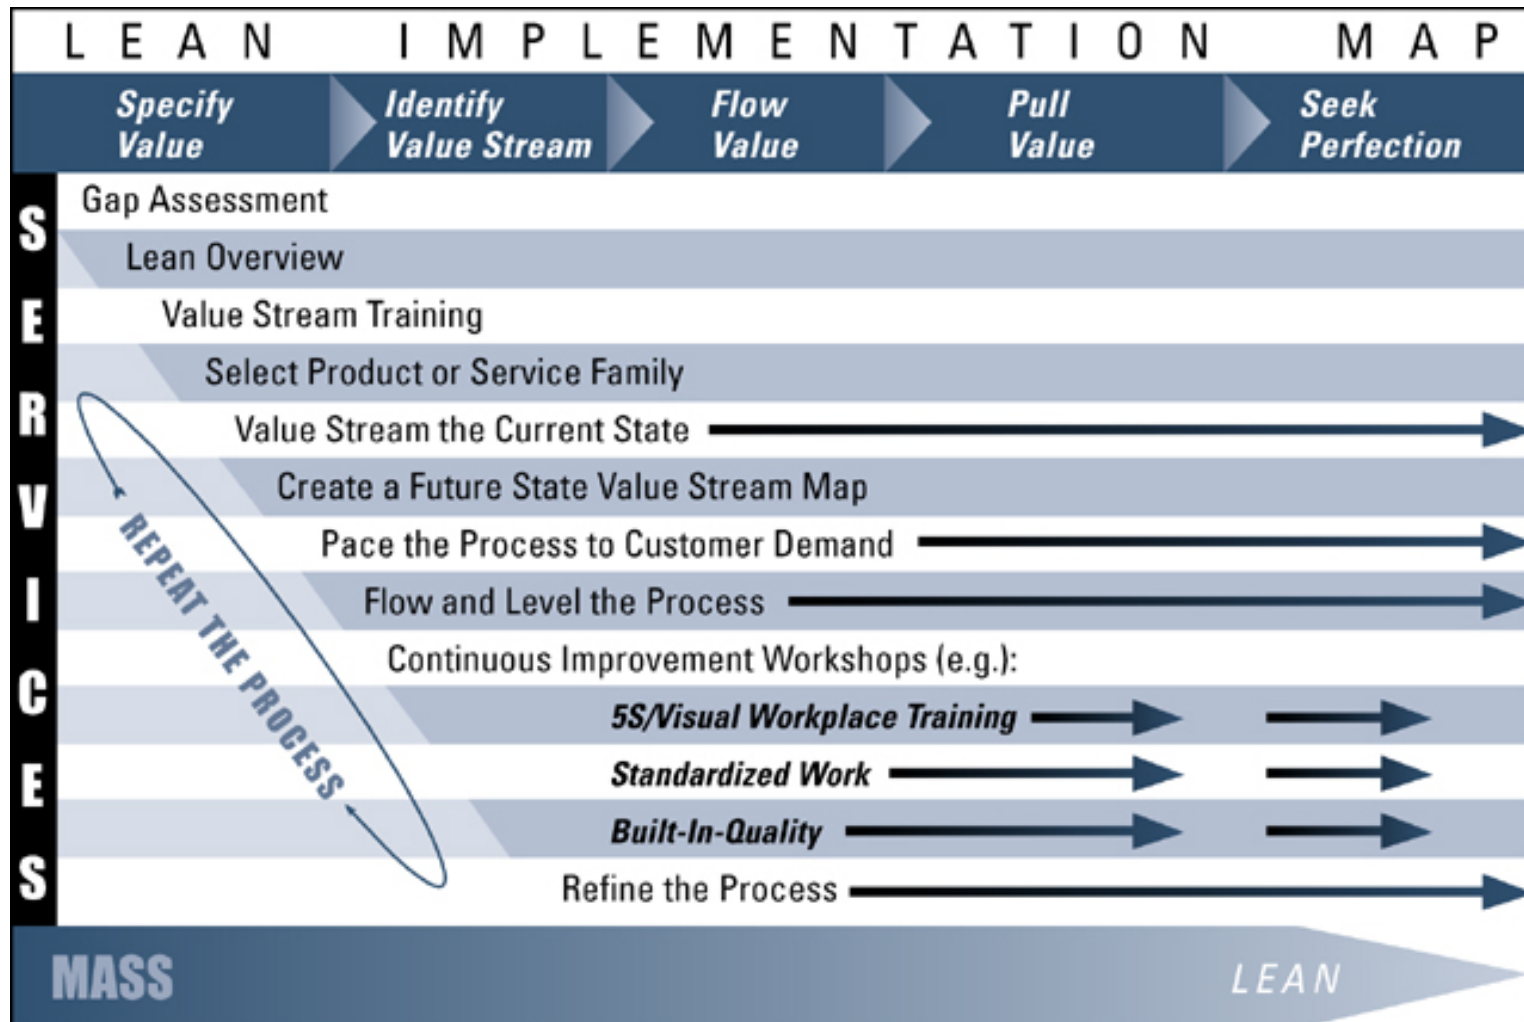 LEAN IMPLEMENTATION MAP
Specify
Value
Identify
Value Stream
Flow
Value
Pull
Value
Seek
Perfection
SERVICES
Gap Assessment
Lean Overview
Value Stream Training
Select Product or Service Family
Value Stream the Current State
Create a Future State Value Stream Map
Pace the Process to Customer Demand
Flow and Level the Process
Continuous Improvement Workshops (e.g.):
5S/Visual Workplace Training
Standardized Work
Built-In-Quality
Refine the Process
REPEAT THE PROCESS
MASS
LEAN